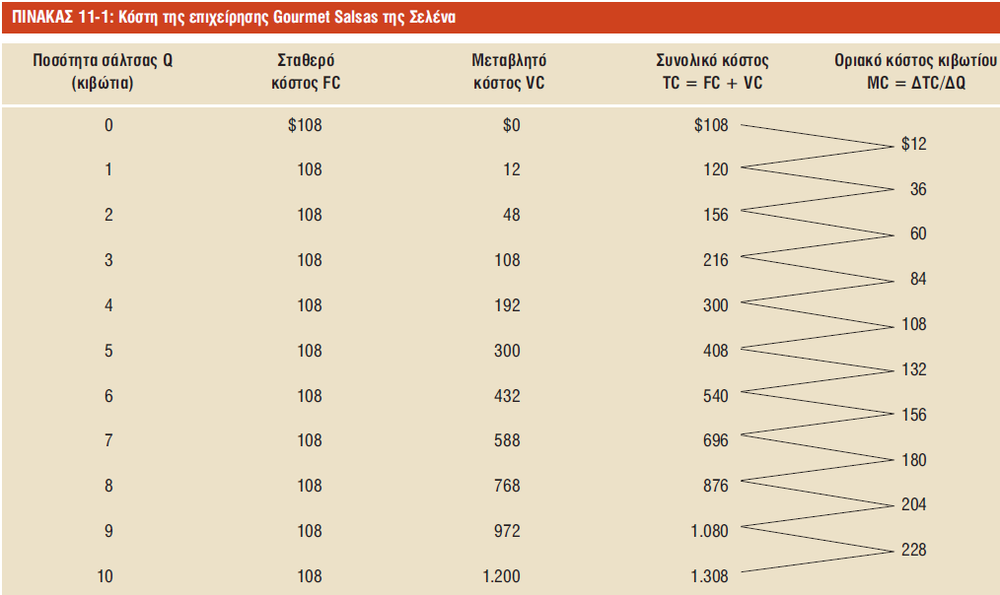 ΠΙΝΑΚΑΣ 11-1: Κόστη της επιχείρησης Gourmet Salsas της Σελένα
Ποσότητα σάλτσας Q Σταθερό Μεταβλητό Συνολικό κόστος Οριακό κόστος κιβωτίου
(κιβώτια) κόστος FC κόστος VC TC = FC + VC MC = ΔTC/ΔQ
0 $108 $0 $108
$12
1 108 12 120
36
2 108 48 156
60
3 108 108 216
84
4 108 192 300
108
5 108 300 408
132
6 108 432 540
156
7 108 588 696
180
8 108 768 876
204
9 108 972 1.080
228
10 108 1.200 1.308